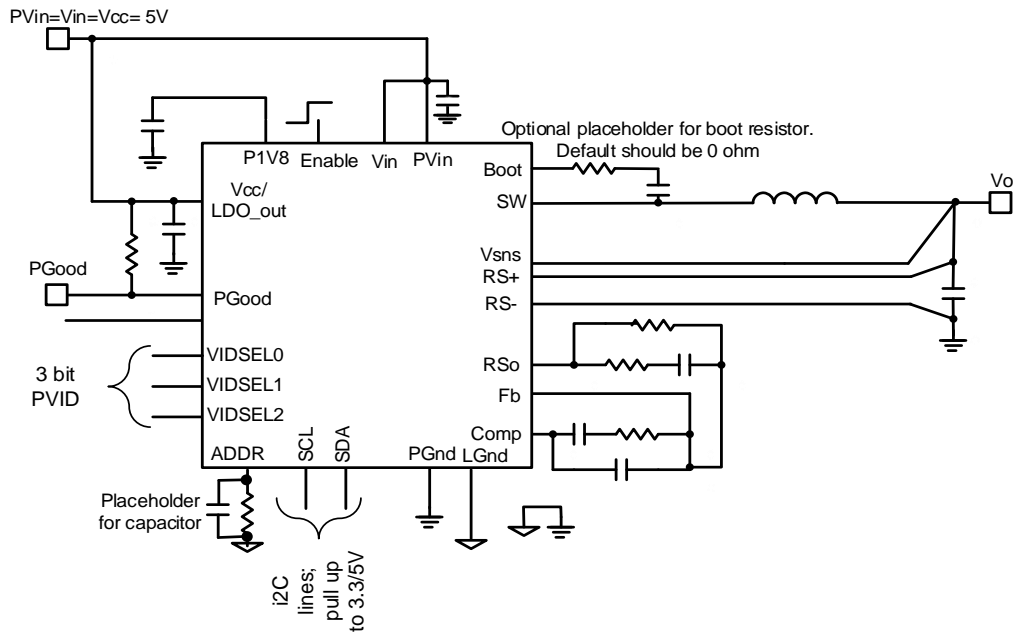 PVin=Vin=Vcc= 5V
Optional placeholder for boot resistor.
Default should be 0 ohm
P1V8
Enable
Vin
PVin
Boot
Vo
Vcc/
LDO_out
SW
Vsns
RS+
PGood
PGood
RS-
VIDSEL0
RSo
3 bit
PVID
VIDSEL1
Fb
VIDSEL2
Comp
ADDR
SCL
SDA
PGnd
LGnd
Placeholder
for capacitor
i2C
lines;
pull up
to 3.3/5V